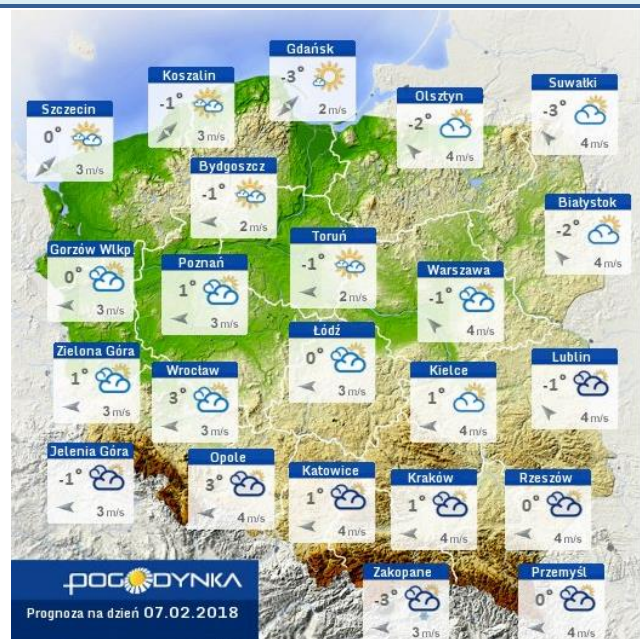 Gdańsk
-3°
2 m/s
Koszalin
-1°
3 m/s
Suwałki
-3°
4 m/s
Olsztyn
-2°
4 m/s
Szczecin
0°
3 m/s
Bydgoszcz
-1°
2 m/s
Białystok
-2°
4 m/s
Toruń
-1°
2 m/s
Gorzów Wlkp.
0°
3 m/s
Poznań
1°
3 m/s
Warszawa
-1°
4 m/s
Łódź
0°
3 m/s
Zielona Góra
1°
3 m/s
Wrocław
3°
3 m/s
Kielce
1°
4 m/s
Lublin
-1°
4 m/s
Jelenia Góra
-1°
3 m/s
Opole
3°
4 m/s
Katowice
1°
4 m/s
Kraków
1°
4 m/s
Rzeszów
0°
4 m/s
Zakopane
-3°
3 m/s
Przemyśl
0°
4 m/s
POGODYNKA
Prognoza na dzień 07.02.2018